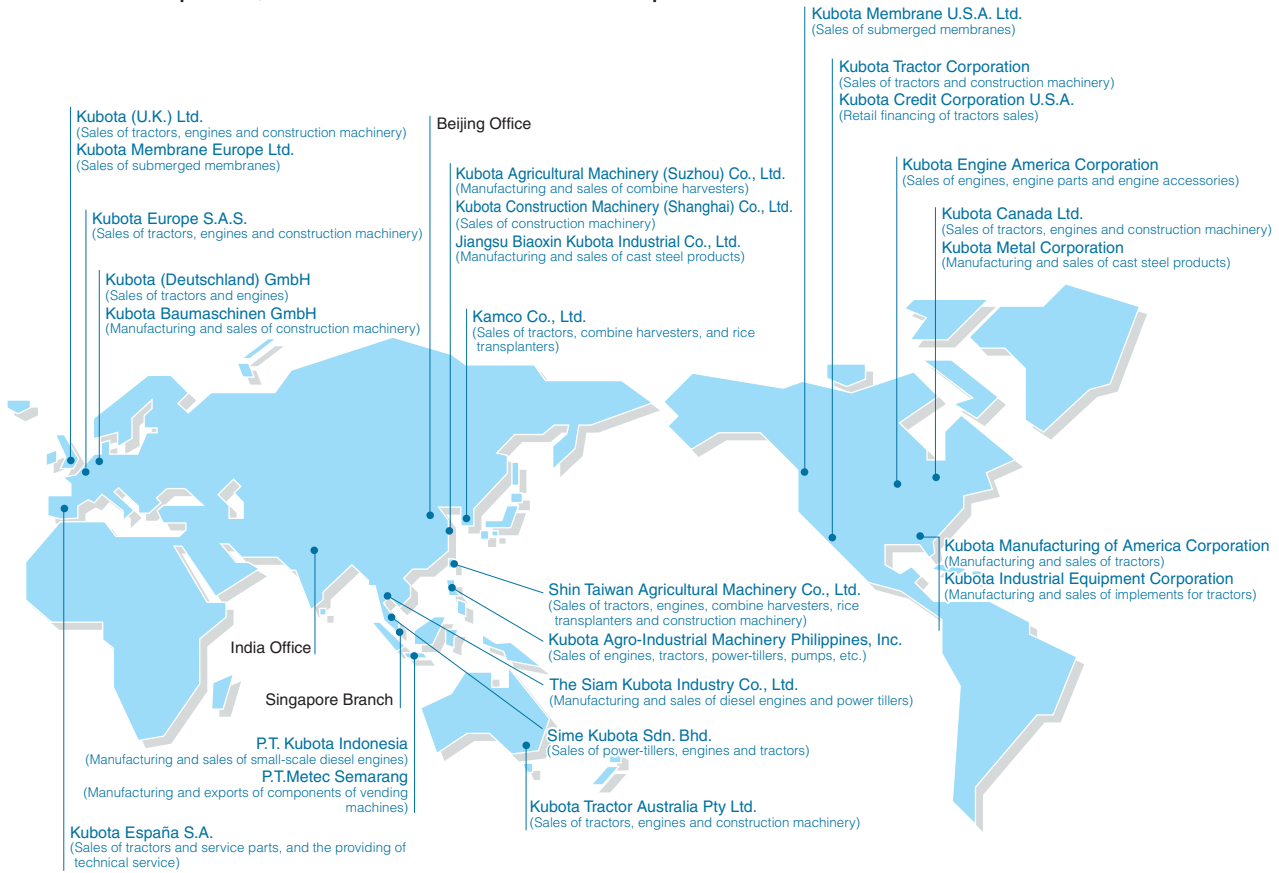 Kubota Membrane U.S.A. Ltd.
(Sales of submerged membranes)
Kubota Tractor Corporation
(Sales of tractors and construction machinery)
Kubota Credit Corporation U.S.A.
(Retail financing of tractors sales)
Kubota (U.K.) Ltd.
(Sales of tractors, engines and construction machinery)
Kubota Membrane Europe Ltd.
(Sales of submerged membranes)
Beijing Office
Kubota Agricultural Machinery (Suzhou) Co., Ltd.
(Manufacturing and sales of combine harvesters)
Kubota Construction Machinery (Shanghai) Co., Ltd.
(Sales of construction machinery)
Jiangsu Biaoxin Kubota Industrial Co., Ltd.
(Manufacturing and sales of cast steel products)
Kubota Engine America Corporation
(Sales of engines, engine parts and engine accessories)
Kubota Canada Ltd.
(Sales of tractors, engines and construction machinery)
Kubota Metal Corporation
(Manufacturing and sales of cast steel products)
Kubota Europe S.A.S.
(Sales of tractors, engines and construction machinery)
Kubota (Deutschland) GmbH
(Sales of tractors and engines)
Kubota Baumaschinen GmbH
(Manufacturing and sales of construction machinery)
Kamco Co., Ltd.
(Sales of tractors, combine harvesters, and rice
transplanters)
Kubota Manufacturing of America Corporation
(Manufacturing and sales of tractors)
Kubota Industrial Equipment Corporation
(Manufacturing and sales of implements for tractors)
Shin Taiwan Agricultural Machinery Co., Ltd.
(Sales of tractors, engines, combine harvesters, rice
transplanters and construction machinery)
Kubota Agro-Industrial Machinery Philippines, Inc.
(Sales of engines, tractors, power-tillers, pumps, etc.)
India Office
The Siam Kubota Industry Co., Ltd.
(Manufacturing and sales of diesel engines and power tillers)
Singapore Branch
Sime Kubota Sdn. Bhd.
(Sales of power-tillers, engines and tractors)
P.T. Kubota Indonesia
(Manufacturing and sales of small-scale diesel engines)
P.T.Metec Semarang
(Manufacturing and exports of components of vending
machines)
Kubota Tractor Australia Pty Ltd.
(Sales of tractors, engines and construction machinery)
Kubota España S.A.
(Sales of tractors and service parts, and the providing of
technical service)